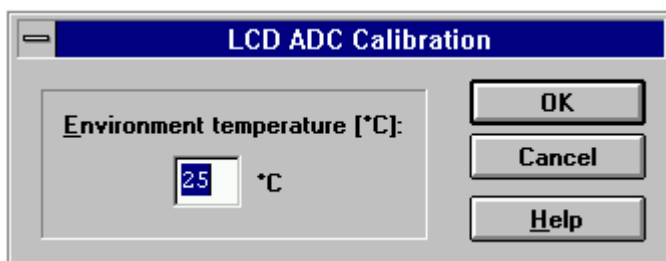 LCD ADC Calibration
Environment temperature [°C]:
25 °C
OK
Cancel
Help